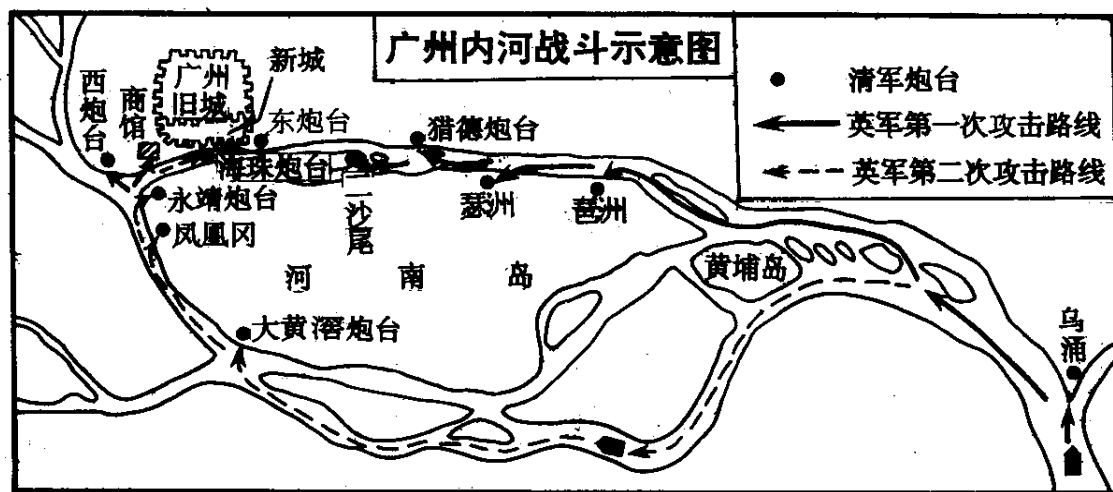 广州内河战斗示意图
清军炮台
英军第一次攻击路线
英军第二次攻击路线
西炮台
商馆
广州
旧城
新城
东炮台
猎德炮台
海珠炮台
二沙尾
琶洲
琶洲
永靖炮台
凤凰冈
河南岛
黄埔岛
大黄滘炮台
乌涌